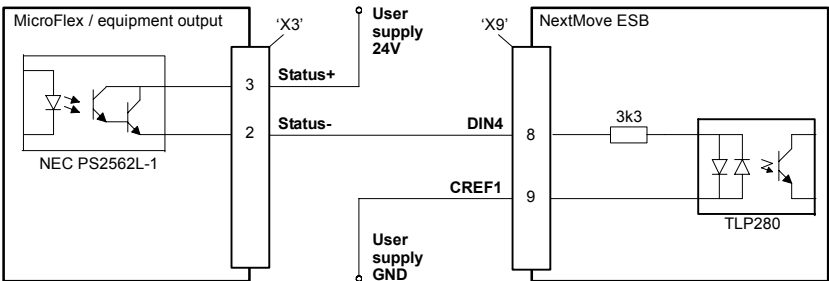 MicroFlex / equipment output
'X3'
User
supply
24V
'X9'
NextMove ESB
3
Status+
2
Status-
DIN4
8
3k3
NEC PS2562L-1
CREF1
9
TLP280
User
supply
GND